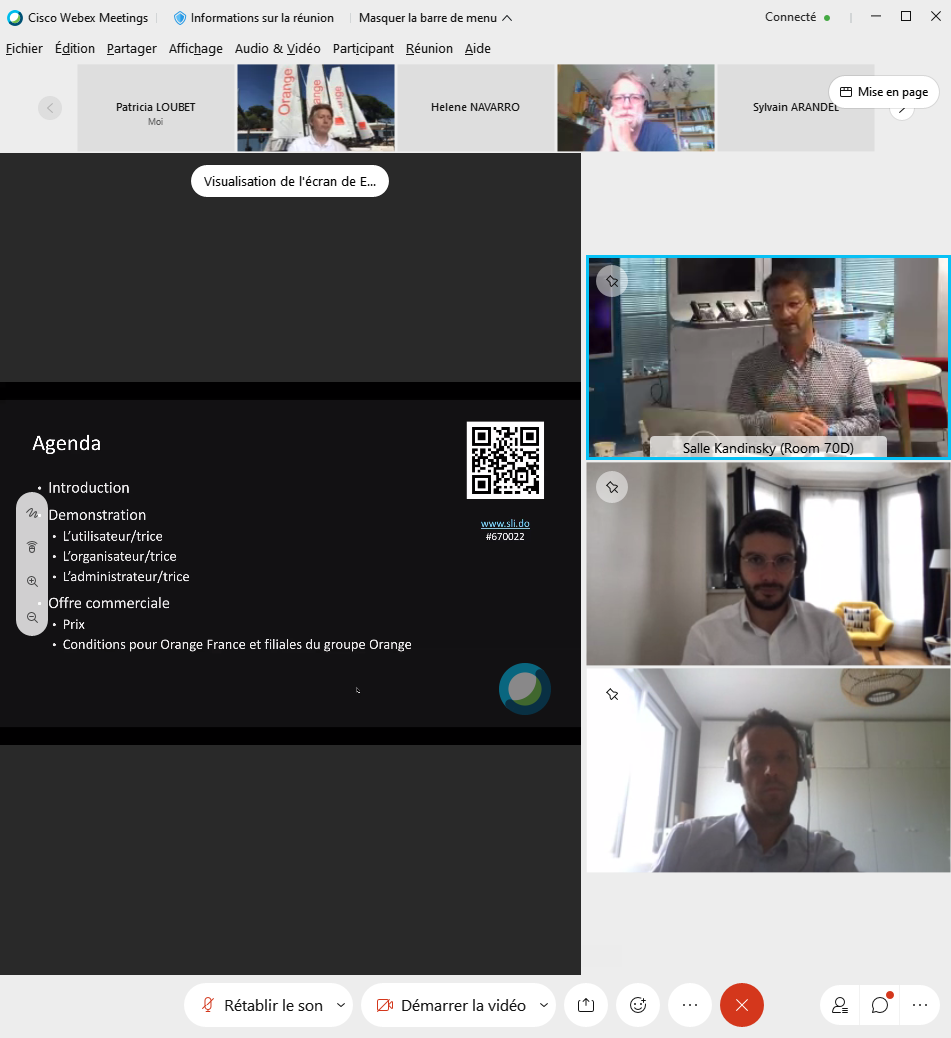 Cisco Webex Meetings
Informations sur la réunion
Masquer la barre de menu
Connecté
Fichier Édition Partager Affichage Audio & Vidéo Participant Réunion Aide
Patricia LOUBET
Moi
Orange
Helene NAVARRO
Sylvain ARANDEL
Mise en page
Visualisation de l'écran de E...
Salle Kandinsky (Room 70D)
Agenda
• Introduction
Demonstration
• L'utilisateur/trice
• L'organisateur/trice
• L'administrateur/trice
Offre commerciale
• Prix
• Conditions pour Orange France et filiales du groupe Orange
www.sli.do
#670022
Rétablir le son
Démarrer la vidéo